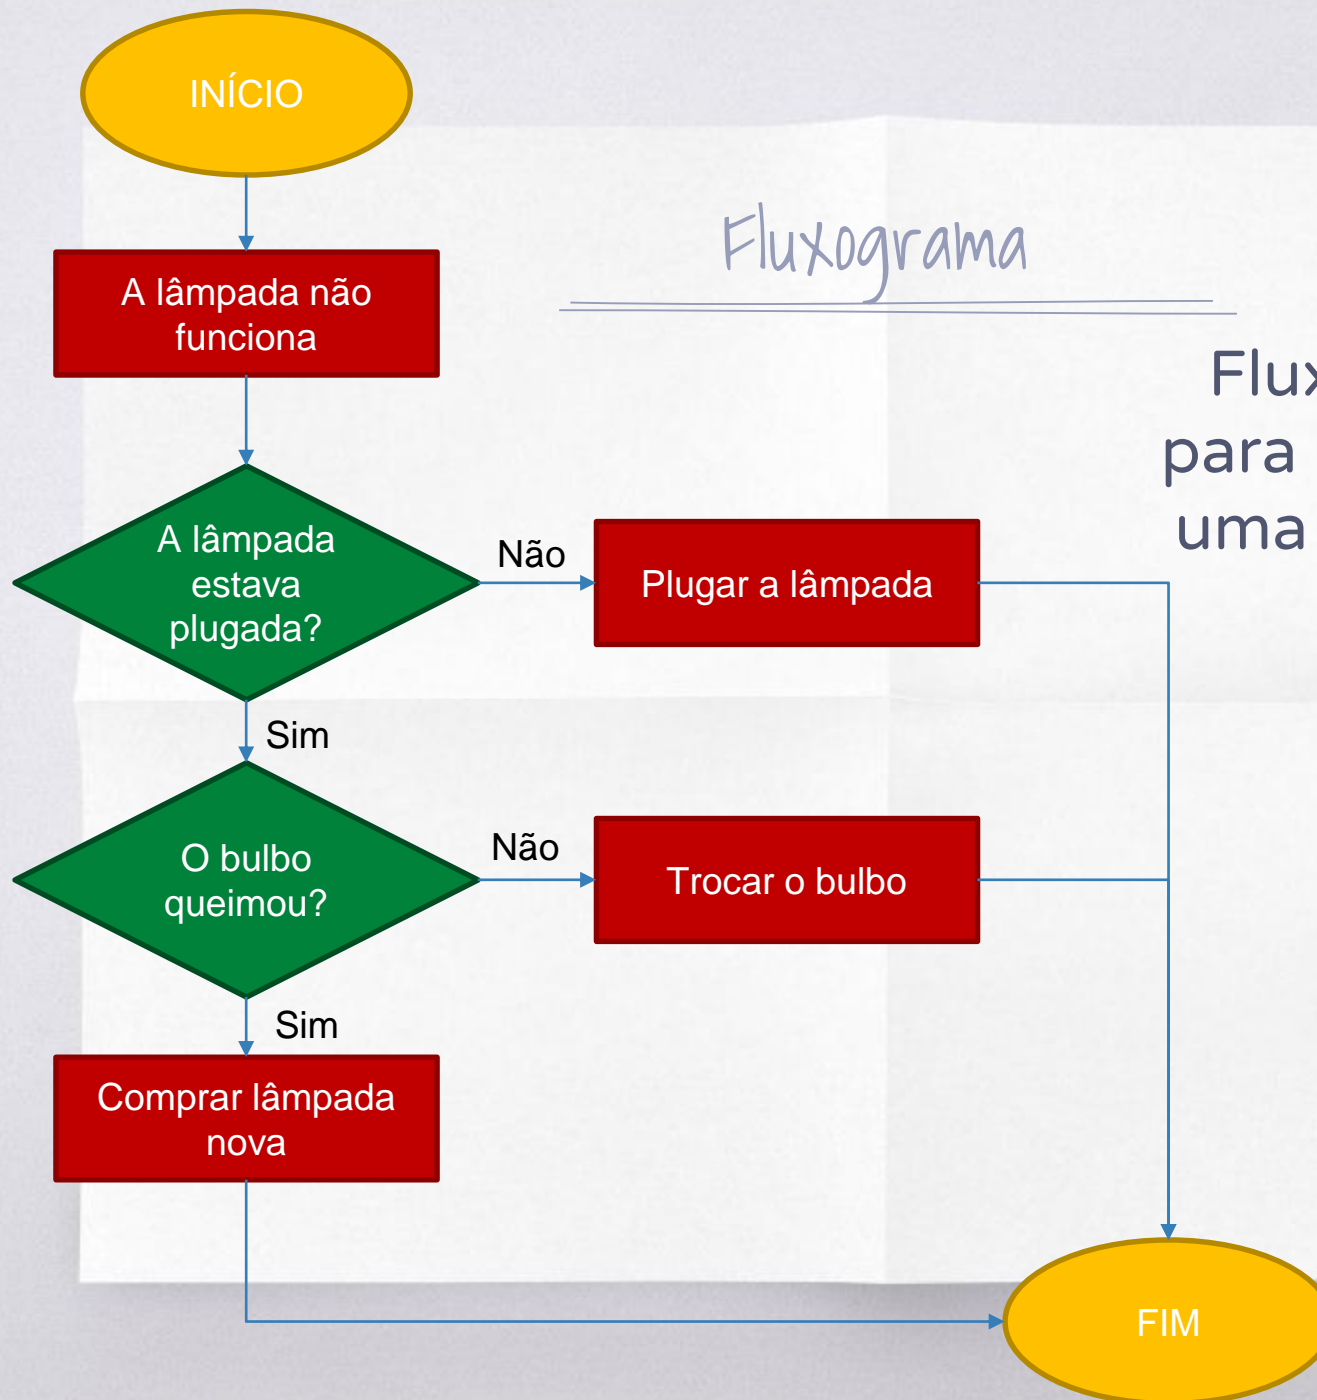 INÍCIO
Fluxograma
A lâmpada não
funciona
para
uma
A lâmpada
estava
plugada?
Não
Plugar a lâmpada
Sim
O bulbo
queimou?
Não
Trocar o bulbo
Sim
Comprar lâmpada
nova
FIM